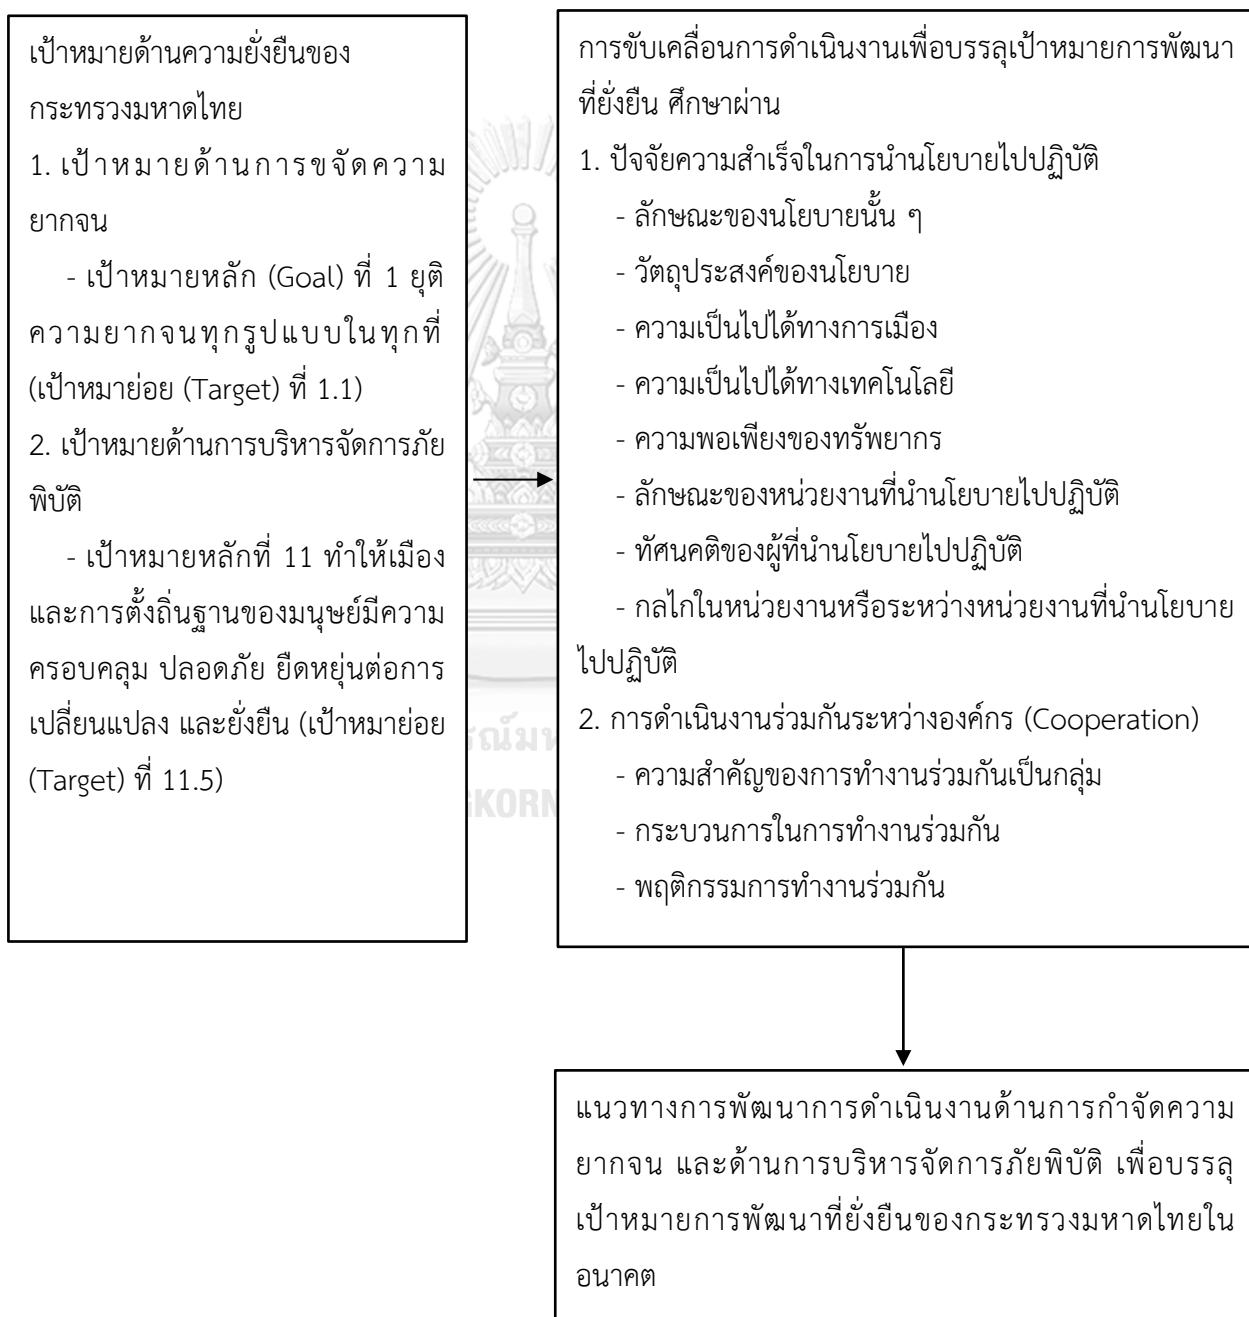 เป้าหมายด้านความยั่งยืนของ
กระทรวงมหาดไทย
1. เป้าหมายด้านการขจัดความ
ยากจน
- เป้าหมายหลัก (Goal) ที่ 1 ยุติ
ความยากจนทุกรูปแบบในทุกที่
(เป้าหมาย่อย (Target) ที่ 1.1)
2. เป้าหมายด้านการบริหารจัดการภัย
พิบัติ
- เป้าหมายหลักที่ 11 ทำให้เมือง
และการตั้งถิ่นฐานของมนุษย์มีความ
ครอบคลุม ปลอดภัย ยืดหยุ่นต่อการ
เปลี่ยนแปลง และยั่งยืน (เป้าหมาย่อย
(Target) ที่ 11.5)
การขับเคลื่อนการดำเนินงานเพื่อบรรลุเป้าหมายการพัฒนา
ที่ยั่งยืน ศึกษาผ่าน
1. ปัจจัยความสำเร็จในการนำนโยบายไปปฏิบัติ
- ลักษณะของนโยบายนั้น ๆ
- วัตถุประสงค์ของนโยบาย
- ความเป็นไปได้ทางการเมือง
- ความเป็นไปได้ทางเทคโนโลยี
- ความพอเพียงของทรัพยากร
- ลักษณะของหน่วยงานที่นำนโยบายไปปฏิบัติ
- ทัศนคติของผู้ที่นำนโยบายไปปฏิบัติ
- กลไกในหน่วยงานหรือระหว่างหน่วยงานที่นำนโยบาย
ไปปฏิบัติ
2. การดำเนินงานร่วมกันระหว่างองค์กร (Cooperation)
- ความสำคัญของการทำงานร่วมกันเป็นกลุ่ม
- กระบวนการในการทำงานร่วมกัน
- พฤติกรรมการทำงานร่วมกัน
แนวทางการพัฒนาการดำเนินงานด้านการกำจัดความ
ยากจน และด้านการบริหารจัดการภัยพิบัติ เพื่อบรรลุ
เป้าหมายการพัฒนาที่ยั่งยืนของกระทรวงมหาดไทยใน
อนาคต